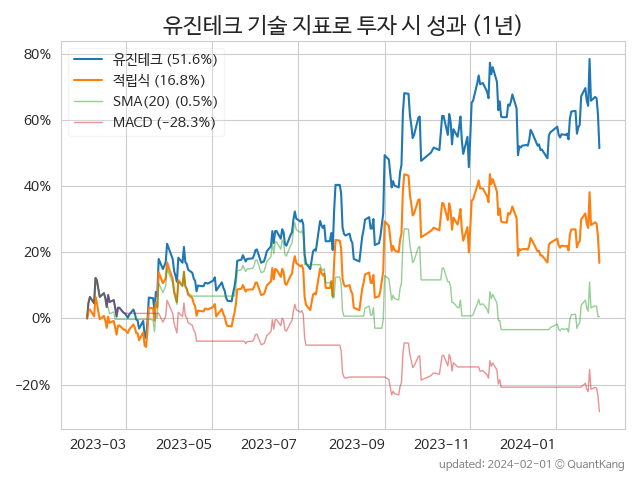 유진테크 기술 지표로 투자 시 성과 (1년)
80%
60%
40%
20%
0%
−20%
유진테크 (51.6%)
적립식 (16.8%)
SMA(20) (0.5%)
MACD (−28.3%)
2023-03 2023-05 2023-07 2023-09 2023-11 2024-01
updated: 2024-02-01 © QuantKang